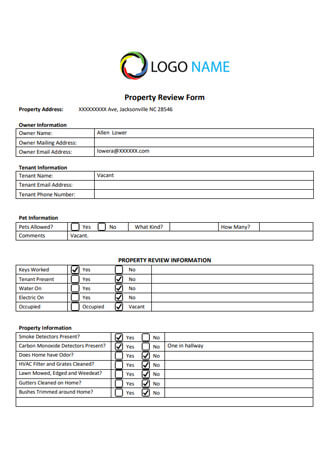 LOGO NAME
Property Review Form
Property Address: XXXXXXXXX Ave, Jacksonville NC 28546
Owner Information
Owner Name: Allen Lower
Owner Mailing Address:
Owner Email Address: lowera@XXXXXX.com
Tenant Information
Tenant Name: Vacant
Tenant Email Address:
Tenant Phone Number:
Pet Information
Pets Allowed? Yes No What Kind? How Many?
Comments Vacant.
PROPERTY REVIEW INFORMATION
Keys Worked Yes No
Tenant Present Yes No
Water On Yes No
Electric On Yes No
Occupied Occupied Vacant
Property Information
Smoke Detectors Present? Yes No
Carbon Monoxide Detectors Present? Yes No One in hallway
Does Home have Odor? Yes No
HVAC Filter and Grates Cleaned? Yes No
Lawn Mowed, Edged and Weedeat? Yes No
Gutters Cleaned on Home? Yes No
Bushes Trimmed around Home? Yes No